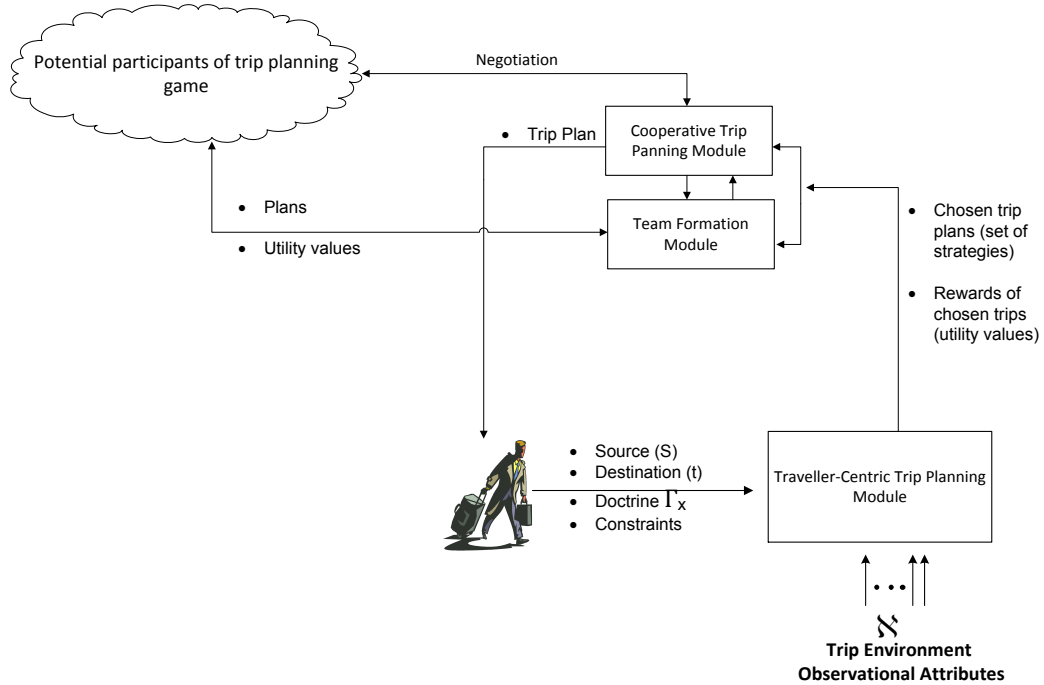 Potential participants of trip planning
game
Negotiation
• Trip Plan
Cooperative Trip
Panning Module
Team Formation
Module
• Plans
• Utility values
• Chosen trip
plans (set of
strategies)
• Rewards of
chosen trips
(utility values)
• Source (S)
• Destination (t)
• Doctrine Γx
• Constraints
Traveller-Centric Trip Planning
Module
• • •
ℵ
Trip Environment
Observational Attributes